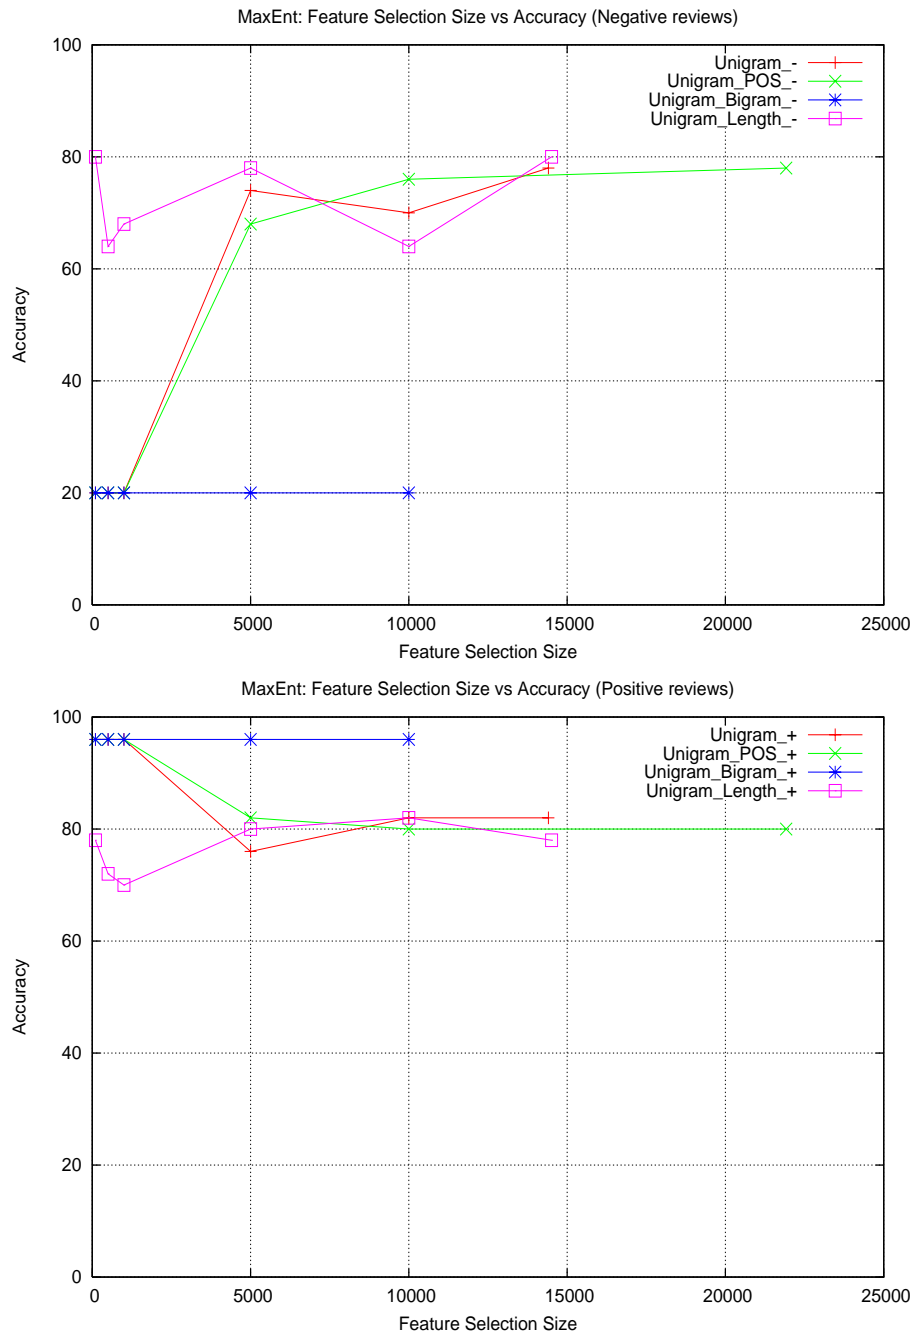 MaxEnt: Feature Selection Size vs Accuracy (Negative reviews)
100
80
60
40
20
0
Accuracy
Unigram_-
Unigram_POS_-
Unigram_Bigram_-
Unigram_Length_-
0 5000 10000 15000 20000 25000
Feature Selection Size
MaxEnt: Feature Selection Size vs Accuracy (Positive reviews)
100
80
60
40
20
0
Accuracy
Unigram_+
Unigram_POS_+
Unigram_Bigram_+
Unigram_Length_+
0 5000 10000 15000 20000 25000
Feature Selection Size